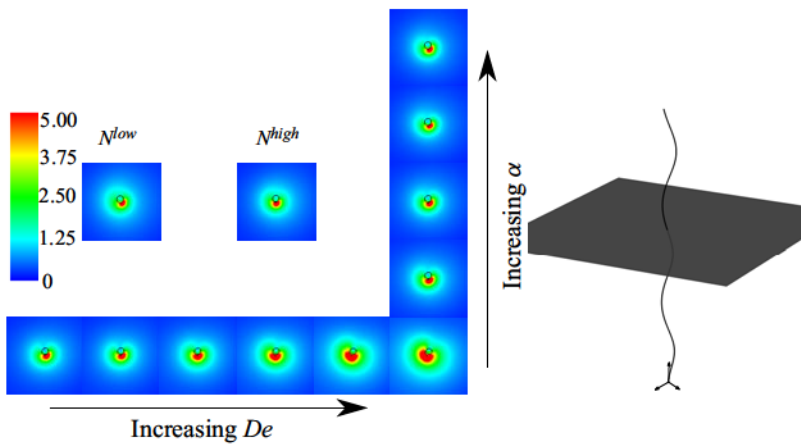 5.00
3.75
2.50
1.25
0
N^low
N^high
Increasing α
Increasing De